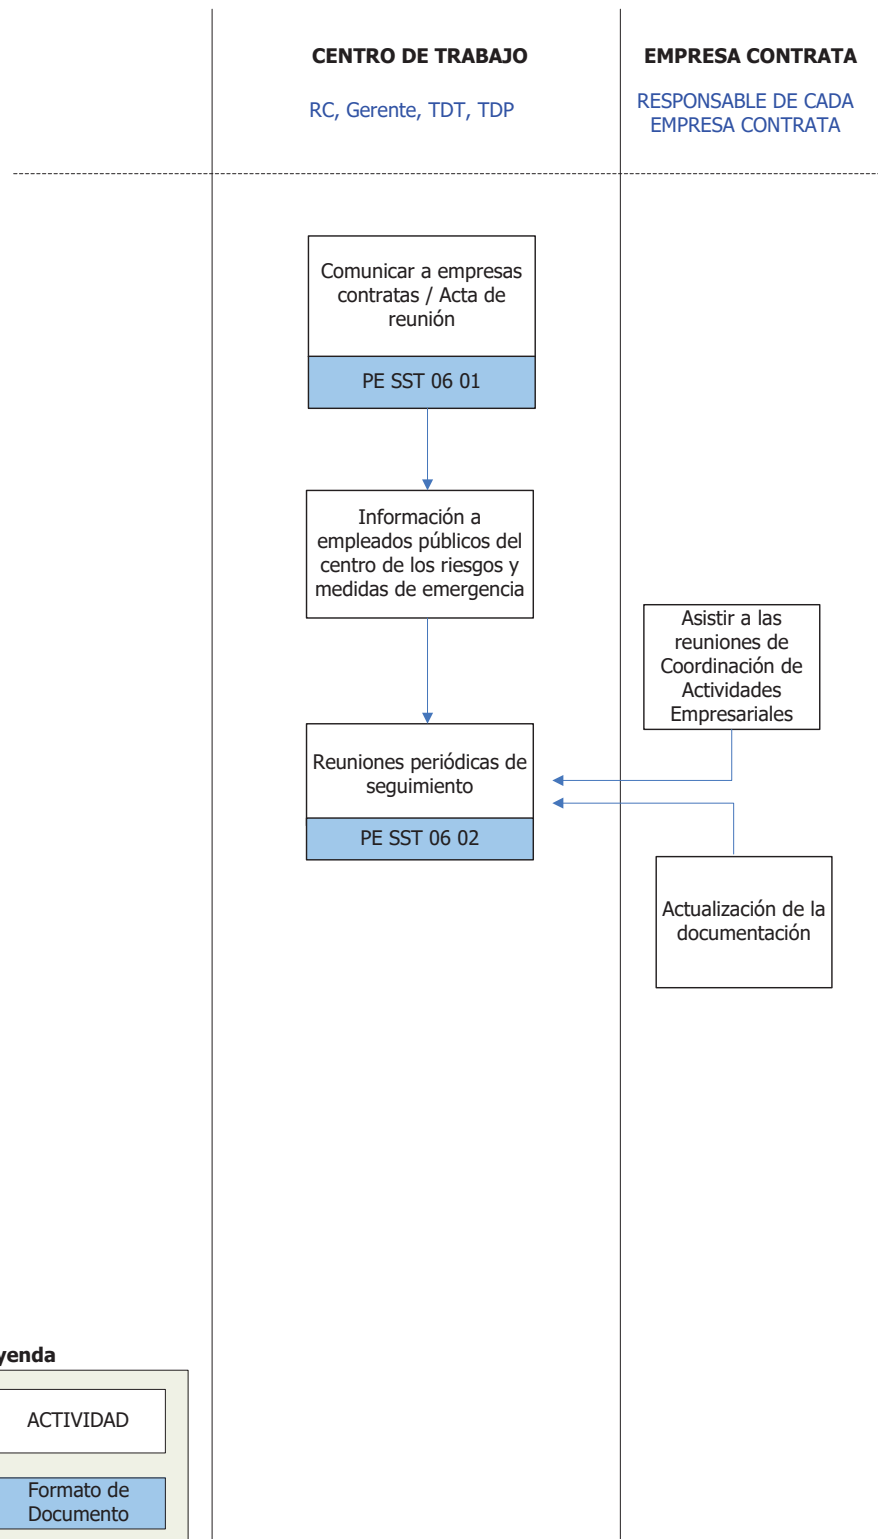 CENTRO DE TRABAJO
RC, Gerente, TDT, TDP
EMPRESA CONTRATA
RESPONSABLE DE CADA
EMPRESA CONTRATA
Comunicar a empresas
contratas / Acta de
reunión
PE SST 06 01
Información a
empleados públicos del
centro de los riesgos y
medidas de emergencia
Asistir a las
reuniones de
Coordinación de
Actividades
Empresariales
Reuniones periódicas de
seguimiento
PE SST 06 02
Actualización de la
documentación
yenda
ACTIVIDAD
Formato de
Documento